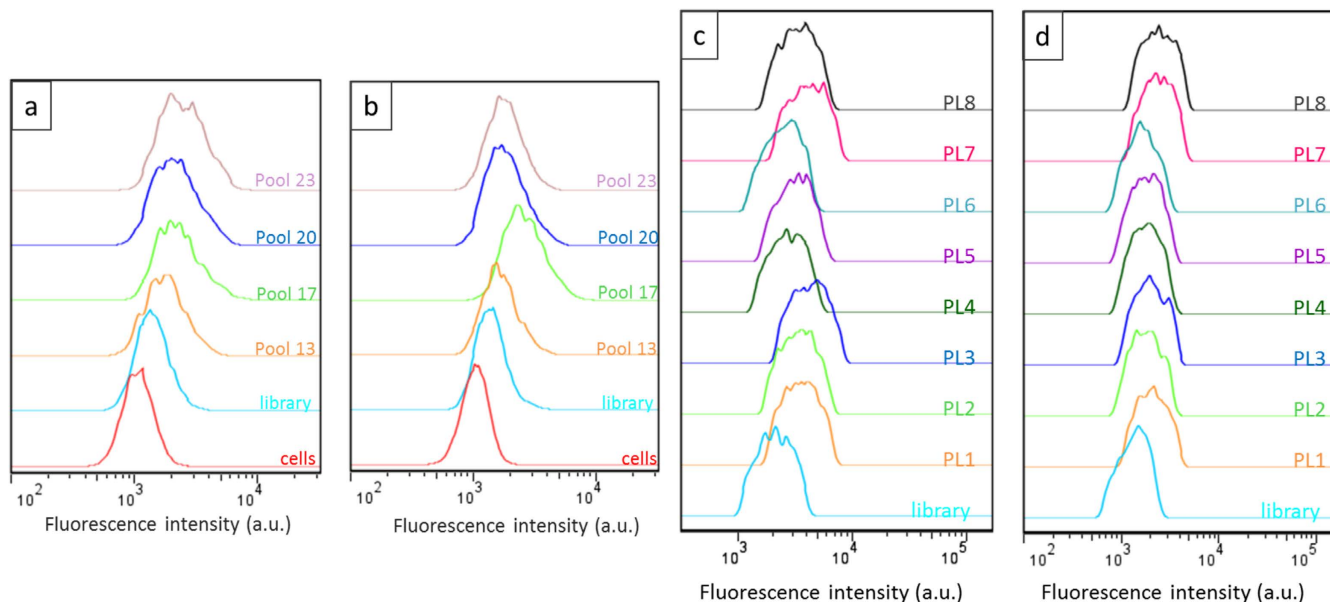 a
Pool 23
Pool 20
Pool 17
Pool 13
library
cells
10² 10³ 10⁴
Fluorescence intensity (a.u.)
b
Pool 23
Pool 20
Pool 17
Pool 13
library
cells
10² 10³ 10⁴
Fluorescence intensity (a.u.)
c
PL8
PL7
PL6
PL5
PL4
PL3
PL2
PL1
library
10³ 10⁴ 10⁵
Fluorescence intensity (a.u.)
d
PL8
PL7
PL6
PL5
PL4
PL3
PL2
PL1
library
10² 10³ 10⁴ 10⁵
Fluorescence intensity (a.u.)